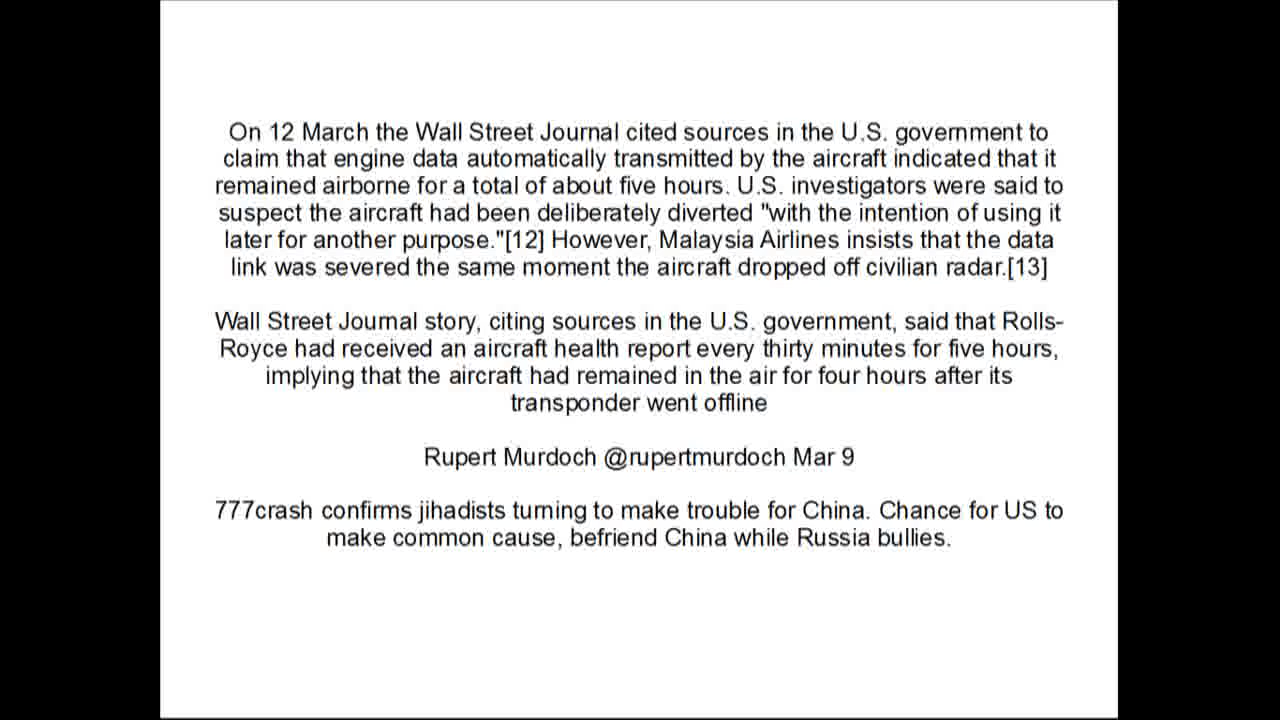 On 12 March the Wall Street Journal cited sources in the U.S. government to
claim that engine data automatically transmitted by the aircraft indicated that it
remained airborne for a total of about five hours. U.S. investigators were said to
suspect the aircraft had been deliberately diverted "with the intention of using it
later for another purpose."[12] However, Malaysia Airlines insists that the data
link was severed the same moment the aircraft dropped off civilian radar.[13]
Wall Street Journal story, citing sources in the U.S. government, said that Rolls-
Royce had received an aircraft health report every thirty minutes for five hours,
implying that the aircraft had remained in the air for four hours after its
transponder went offline
Rupert Murdoch @rupertmurdoch Mar 9
777crash confirms jihadists turning to make trouble for China. Chance for US to
make common cause, befriend China while Russia bullies.